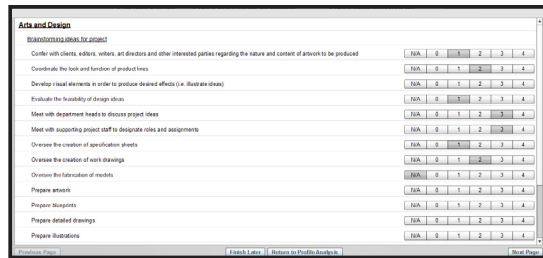 Arts and Design
Brainstorming ideas for project
Confer with clients, editors, writers, art directors and other interested parties regarding the nature and content of artwork to be produced N/A 0 1 2 3 4
Coordinate the look and function of product lines N/A 0 1 2 3 4
Develop visual elements in order to produce desired effects (i.e. illustrate ideas) N/A 0 1 2 3 4
Evaluate the feasibility of design ideas N/A 0 1 2 3 4
Meet with department heads to discuss project ideas N/A 0 1 2 3 4
Meet with supporting project staff to designate roles and assignments N/A 0 1 2 3 4
Oversee the creation of specification sheets N/A 0 1 2 3 4
Oversee the creation of work drawings N/A 0 1 2 3 4
Oversee the fabrication of models N/A 0 1 2 3 4
Prepare artwork N/A 0 1 2 3 4
Prepare blueprints N/A 0 1 2 3 4
Prepare detailed drawings N/A 0 1 2 3 4
Prepare illustrations N/A 0 1 2 3 4
Previous Page Finish Later Return to Profile Analysis Next Page